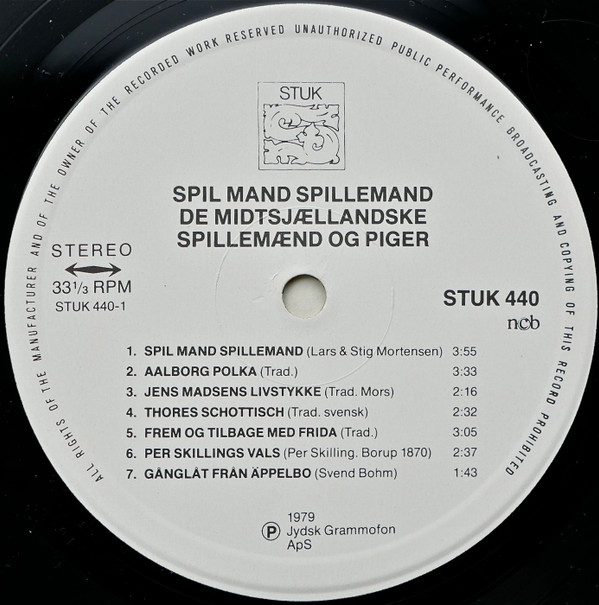 ALL RIGHTS OF THE MANUFACTURER AND OF THE OWNER OF THE RECORDED WORK RESERVED UNAUTHORIZED PUBLIC PERFORMANCE BROADCASTING AND COPYING OF THIS RECORD PROHIBITED
STUK
SPIL MAND SPILLEMAND
DE MIDTSJÆLLANDSKE
SPILLEMÆND OG PIGER
STEREO
33 1/3 RPM
STUK 440-1
STUK 440
ncb
1. SPIL MAND SPILLEMAND (Lars & Stig Mortensen) 3:55
2. AALBORG POLKA (Trad.) 3:33
3. JENS MADSENS LIVSTYKKE (Trad. Mors) 2:16
4. THORES SCHOTTISCH (Trad. svensk) 2:32
5. FREM OG TILBAGE MED FRIDA (Trad.) 3:05
6. PER SKILLINGS VALS (Per Skilling. Borup 1870) 2:37
7. GÅNGLÅT FRÅN ÄPPELBO (Svend Bohm) 1:43
1979
Ⓟ Jydsk Grammofon
ApS